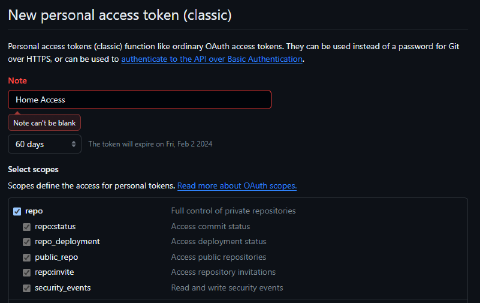 New personal access token (classic)
Personal access tokens (classic) function like ordinary OAuth access tokens. They can be used instead of a password for Git
over HTTPS, or can be used to authenticate to the API over Basic Authentication.
Note
Home Access
Note can't be blank
60 days
The token will expire on Fri, Feb 2 2024
Select scopes
Scopes define the access for personal tokens. Read more about OAuth scopes.
repo Full control of private repositories
repo:status Access commit status
repo_deployment Access deployment status
public_repo Access public repositories
repo:invite Access repository invitations
security_events Read and write security events